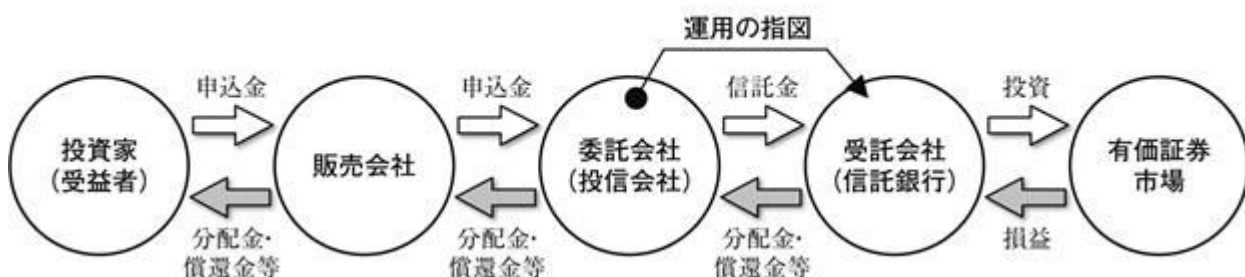 運用の指図
申込金
申込金
信託金
投資
投資家
（受益者）
販売会社
委託会社
（投信会社）
受託会社
（信託銀行）
有価証券
市場
分配金・
償還金等
分配金・
償還金等
分配金・
償還金等
損益